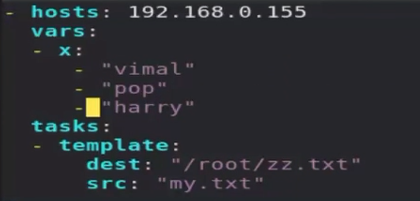 - hosts: 192.168.0.155
  vars:
  - x:
      - "vimal"
      - "pop"
      - "harry"
  tasks:
  - template:
      dest: "/root/zz.txt"
      src: "my.txt"